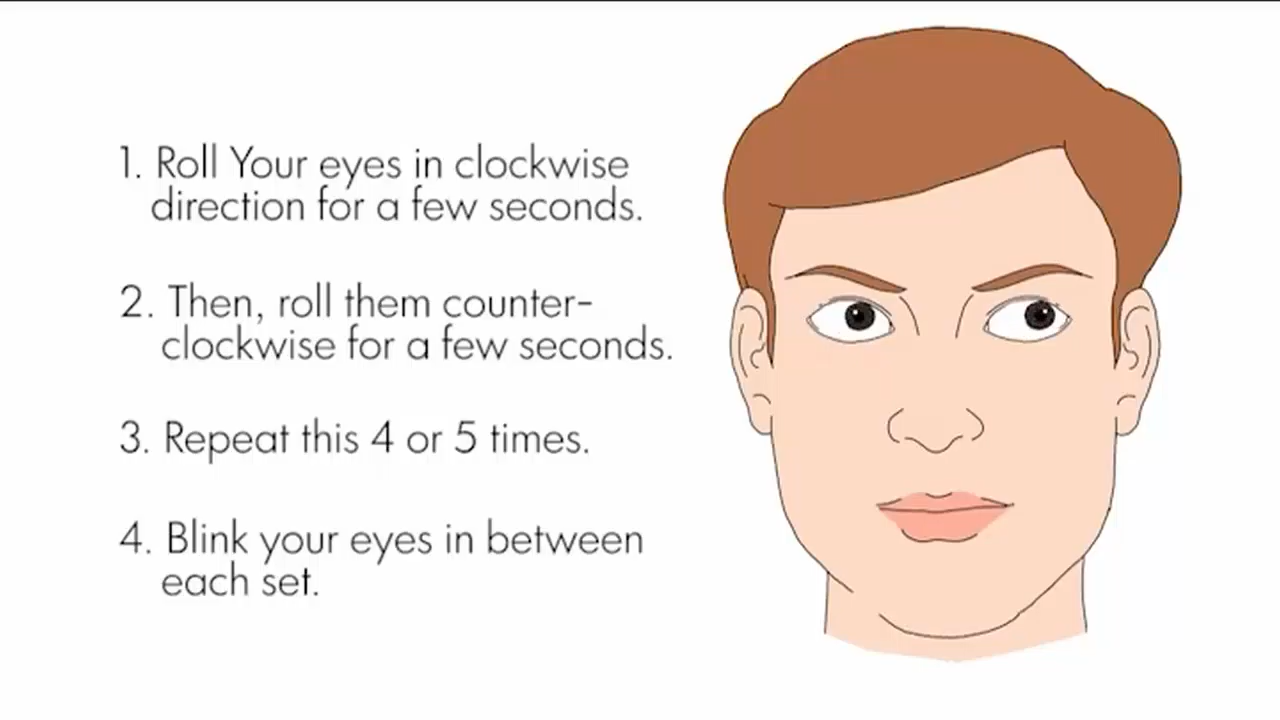 1. Roll Your eyes in clockwise
direction for a few seconds.
2. Then, roll them counter-
clockwise for a few seconds.
3. Repeat this 4 or 5 times.
4. Blink your eyes in between
each set.